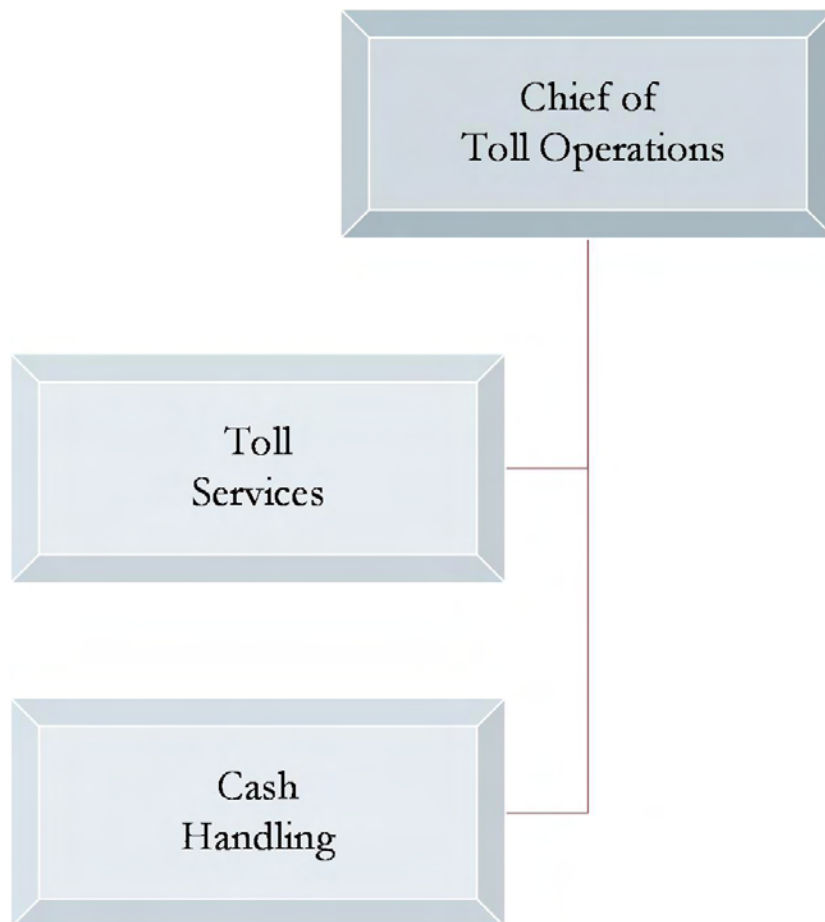 Chief of
Toll Operations
Toll
Services
Cash
Handling